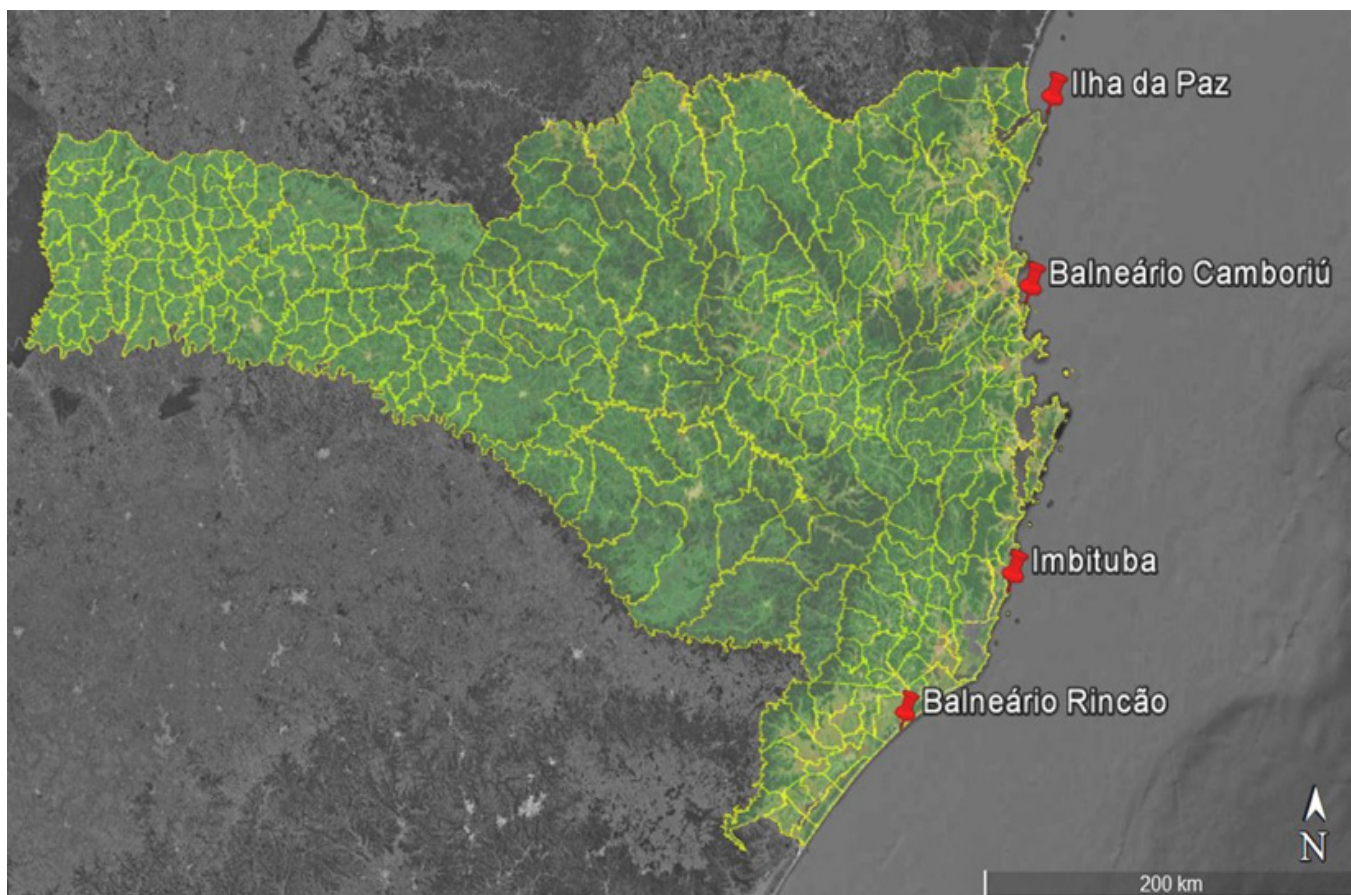 Ilha da Paz
Balneário Camboriú
Imbituba
Balneário Rincão
N
200 km